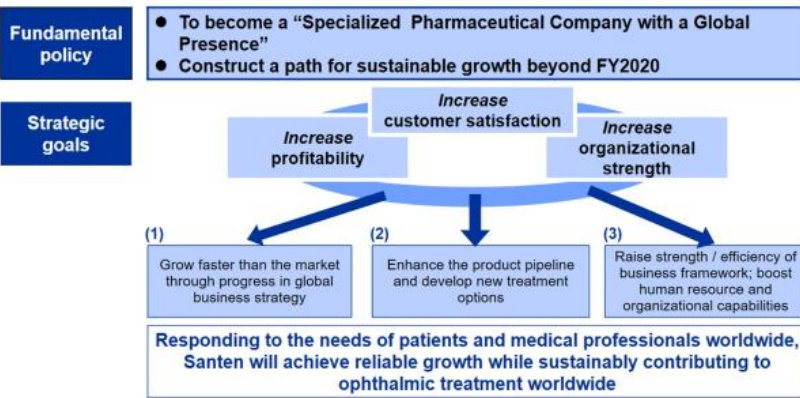 Fundamental
policy
● To become a “Specialized Pharmaceutical Company with a Global
Presence”
● Construct a path for sustainable growth beyond FY2020
Strategic
goals
Increase
customer satisfaction
Increase
profitability
Increase
organizational
strength
(1)
Grow faster than the market
through progress in global
business strategy
(2)
Enhance the product pipeline
and develop new treatment
options
(3)
Raise strength / efficiency of
business framework; boost
human resource and
organizational capabilities
Responding to the needs of patients and medical professionals worldwide,
Santen will achieve reliable growth while sustainably contributing to
ophthalmic treatment worldwide